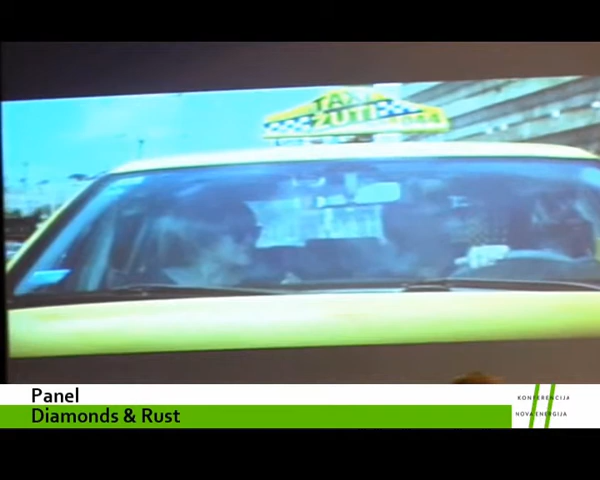 TAXI
ŽUTI
Panel
Diamonds & Rust
KONFERENCIJA
NOVA ENERGIJA